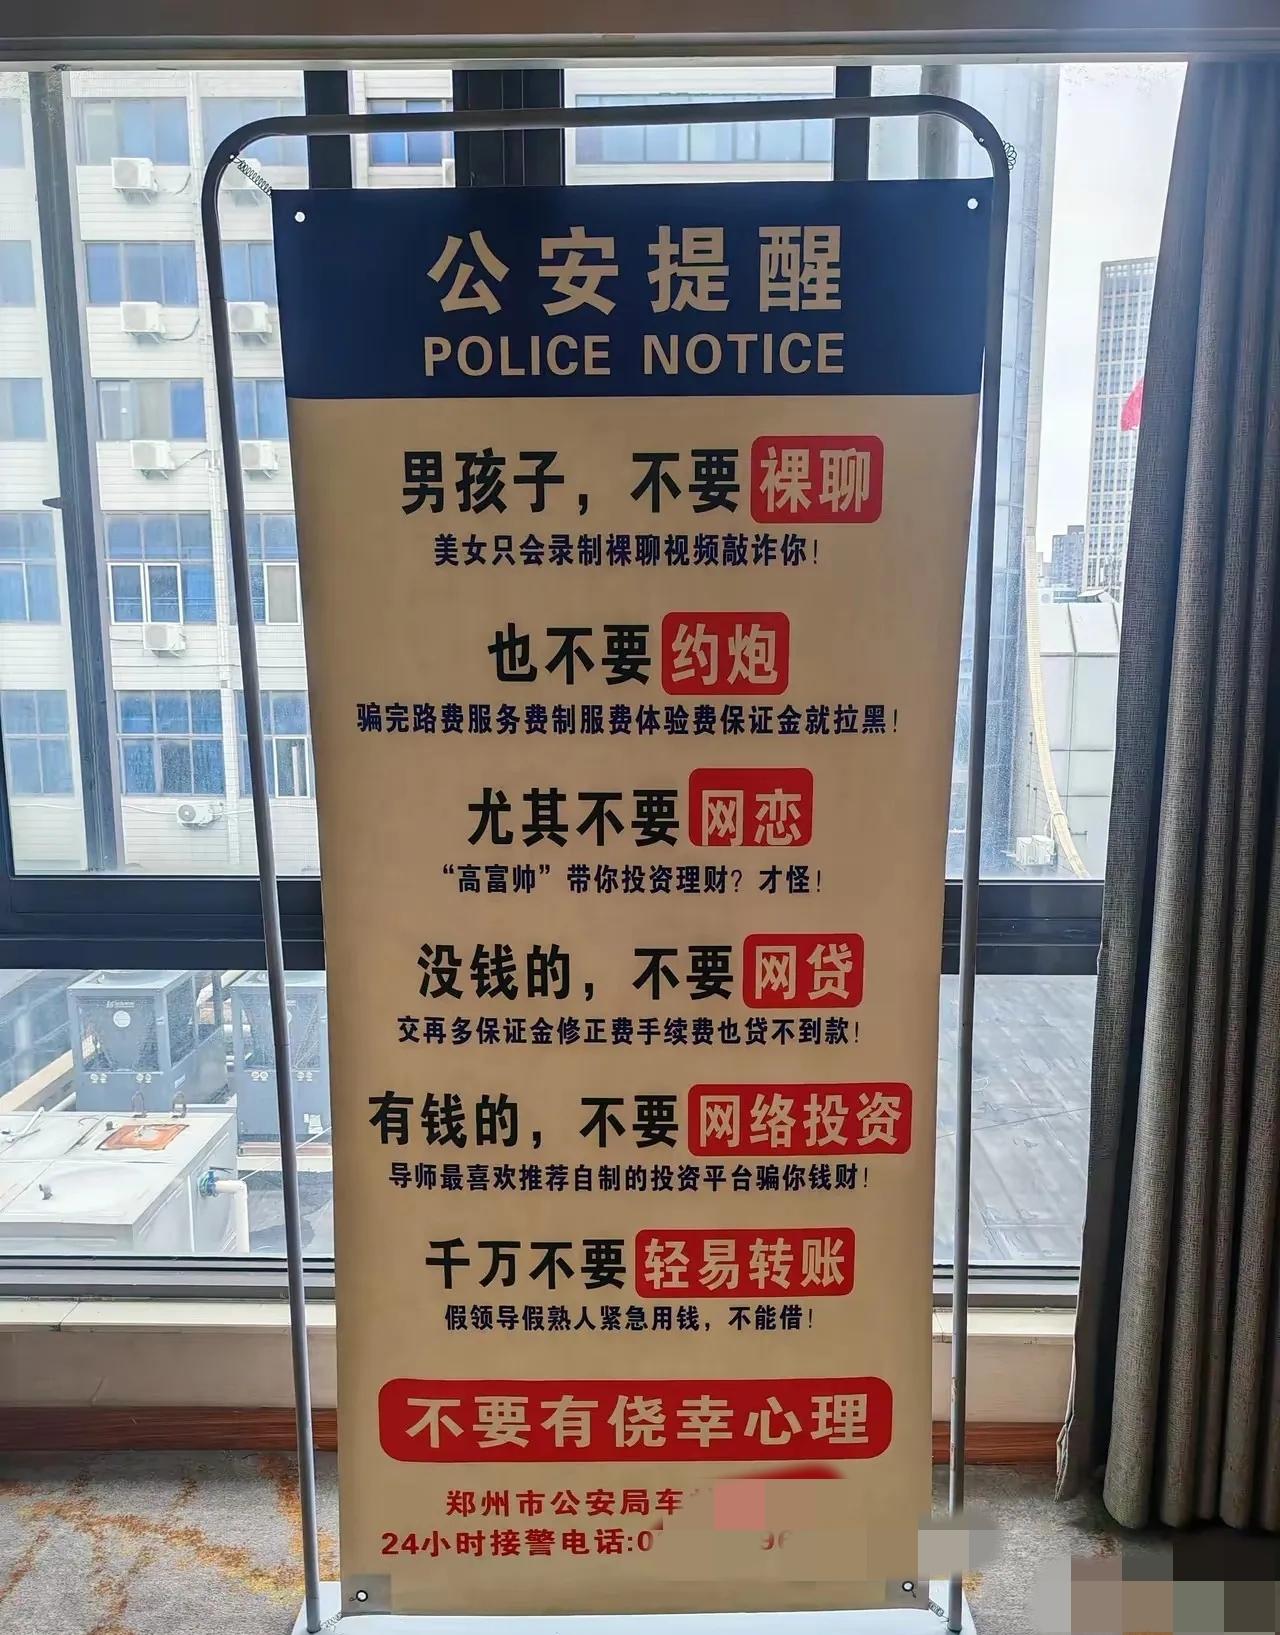 公安提醒
POLICE NOTICE
男孩子，不要裸聊
美女只会录制裸聊视频敲诈你！
也不要约炮
骗完路费服务费制服费体验费保证金就拉黑！
尤其不要网恋
“高富帅”带你投资理财？才怪！
没钱的，不要网贷
交再多保证金修正费手续费也贷不到款！
有钱的，不要网络投资
导师最喜欢推荐自制的投资平台骗你钱财！
千万不要轻易转账
假领导假熟人紧急用钱，不能借！
不要有侥幸心理
郑州市公安局车
24小时接警电话:0 96